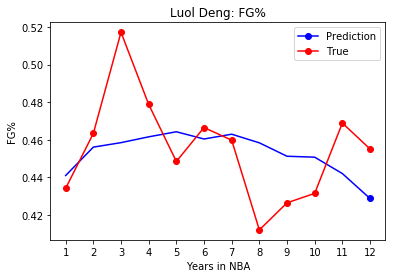 Luol Deng: FG%
Prediction
True
0.52
0.50
0.48
0.46
0.44
0.42
FG%
1 2 3 4 5 6 7 8 9 10 11 12
Years in NBA